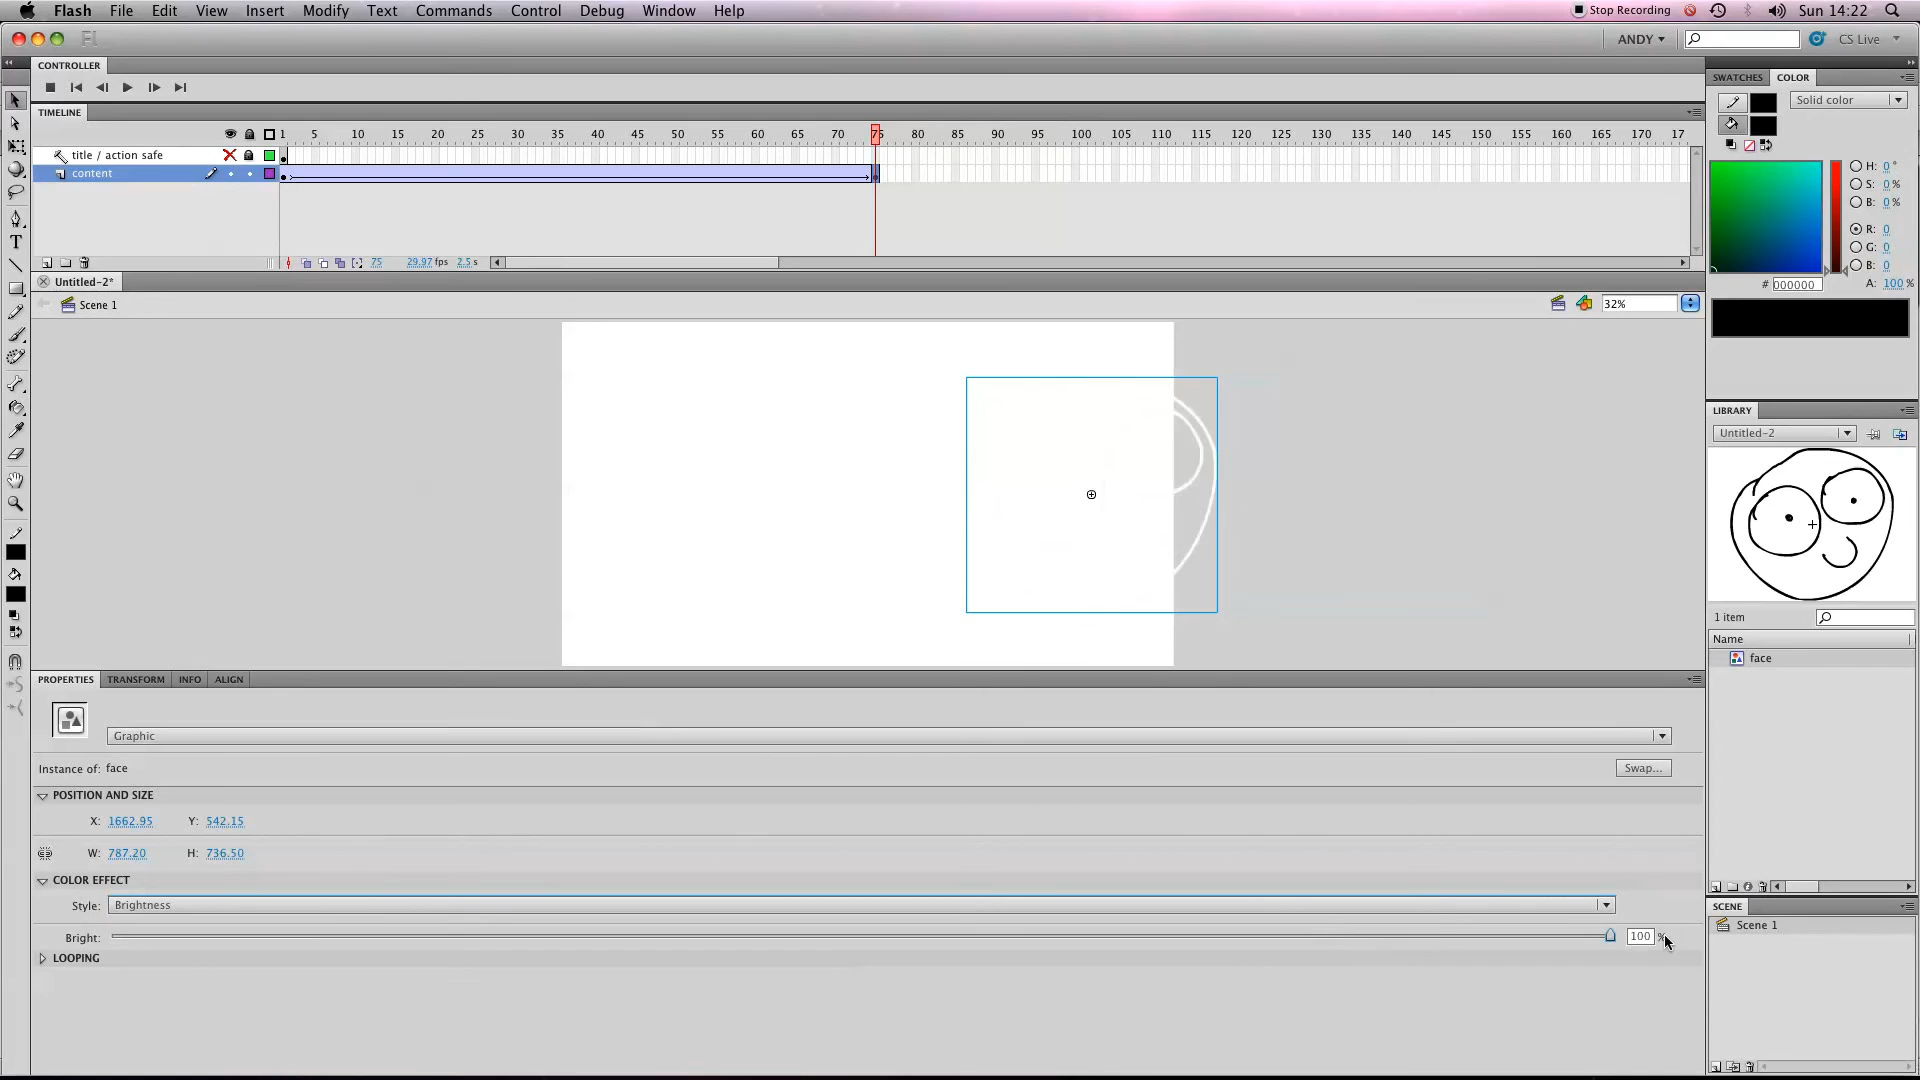 Flash File Edit View Insert Modify Text Commands Control Debug Window Help Stop Recording Sun 14:22
Fl ANDY CS Live
CONTROLLER
TIMELINE
1 5 10 15 20 25 30 35 40 45 50 55 60 65 70 75 80 85 90 95 100 105 110 115 120 125 130 135 140 145 150 155 160 165 170 17
title / action safe
content
75 29.97 fps 2.5 s
Untitled-2*
Scene 1 32%
PROPERTIES TRANSFORM INFO ALIGN
Graphic
Instance of: face Swap...
POSITION AND SIZE
X: 1662.95 Y: 542.15
W: 787.20 H: 736.50
COLOR EFFECT
Style: Brightness
Bright: 100 %
LOOPING
SWATCHES COLOR
Solid color
H: 0 °
S: 0 %
B: 0 %
R: 0
G: 0
B: 0
# 000000 A: 100 %
LIBRARY
Untitled-2
1 item
Name
face
SCENE
Scene 1